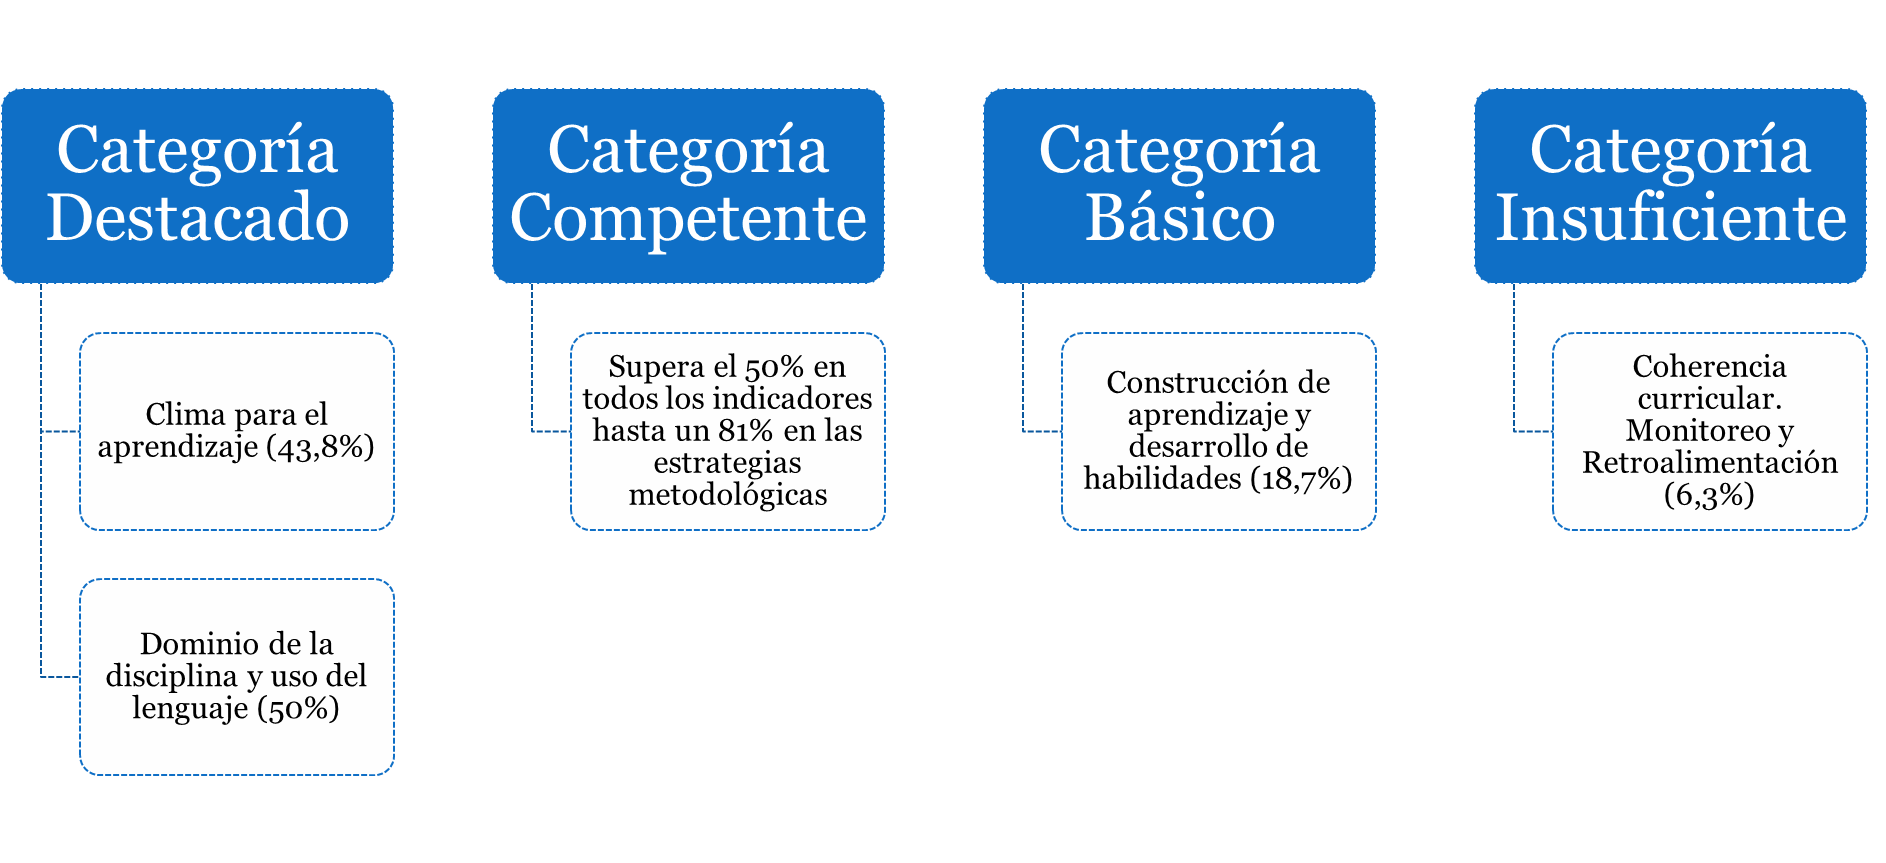 Categoría
Destacado
Clima para el
aprendizaje (43,8%)
Dominio de la
disciplina y uso del
lenguaje (50%)
Categoría
Competente
Supera el 50% en
todos los indicadores
hasta un 81% en las
estrategias
metodológicas
Categoría
Básico
Construcción de
aprendizaje y
desarrollo de
habilidades (18,7%)
Categoría
Insuficiente
Coherencia
curricular.
Monitoreo y
Retroalimentación
(6,3%)